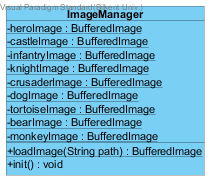 Visual Paradigm Standard(Bilkent Univ.)
ImageManager
-heroImage : BufferedImage
-castleImage : BufferedImage
-infantryImage : BufferedImage
-knightImage : BufferedImage
-crusaderImage : BufferedImage
-dogImage : BufferedImage
-tortoiseImage : BufferedImage
-bearImage : BufferedImage
-monkeyImage : BufferedImage
+loadImage(String path) : BufferedImage
+init() : void